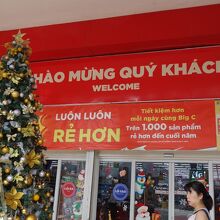 CHÀO MỪNG QUÝ KHÁCH
WELCOME
LUÔN LUÔN
RẺ HƠN
Tiết kiệm hơn
mỗi ngày cùng Big C
Trên 1.000 sản phẩm
rẻ hơn đến cuối năm